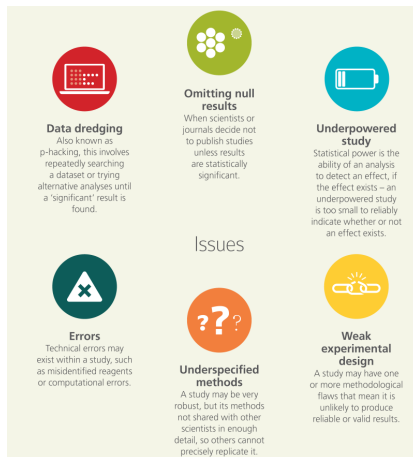 Data dredging
Also known as
p-hacking, this involves
repeatedly searching
a dataset or trying
alternative analyses until
a 'significant' result is
found.
Omitting null
results
When scientists or
journals decide not
to publish studies
unless results
are statistically
significant.
Underpowered
study
Statistical power is the
ability of an analysis
to detect an effect, if
the effect exists – an
underpowered study
is too small to reliably
indicate whether or not
an effect exists.
Issues
Errors
Technical errors may
exist within a study, such
as misidentified reagents
or computational errors.
???
Underspecified
methods
A study may be very
robust, but its methods
not shared with other
scientists in enough
detail, so others cannot
precisely replicate it.
Weak
experimental
design
A study may have one
or more methodological
flaws that mean it is
unlikely to produce
reliable or valid results.